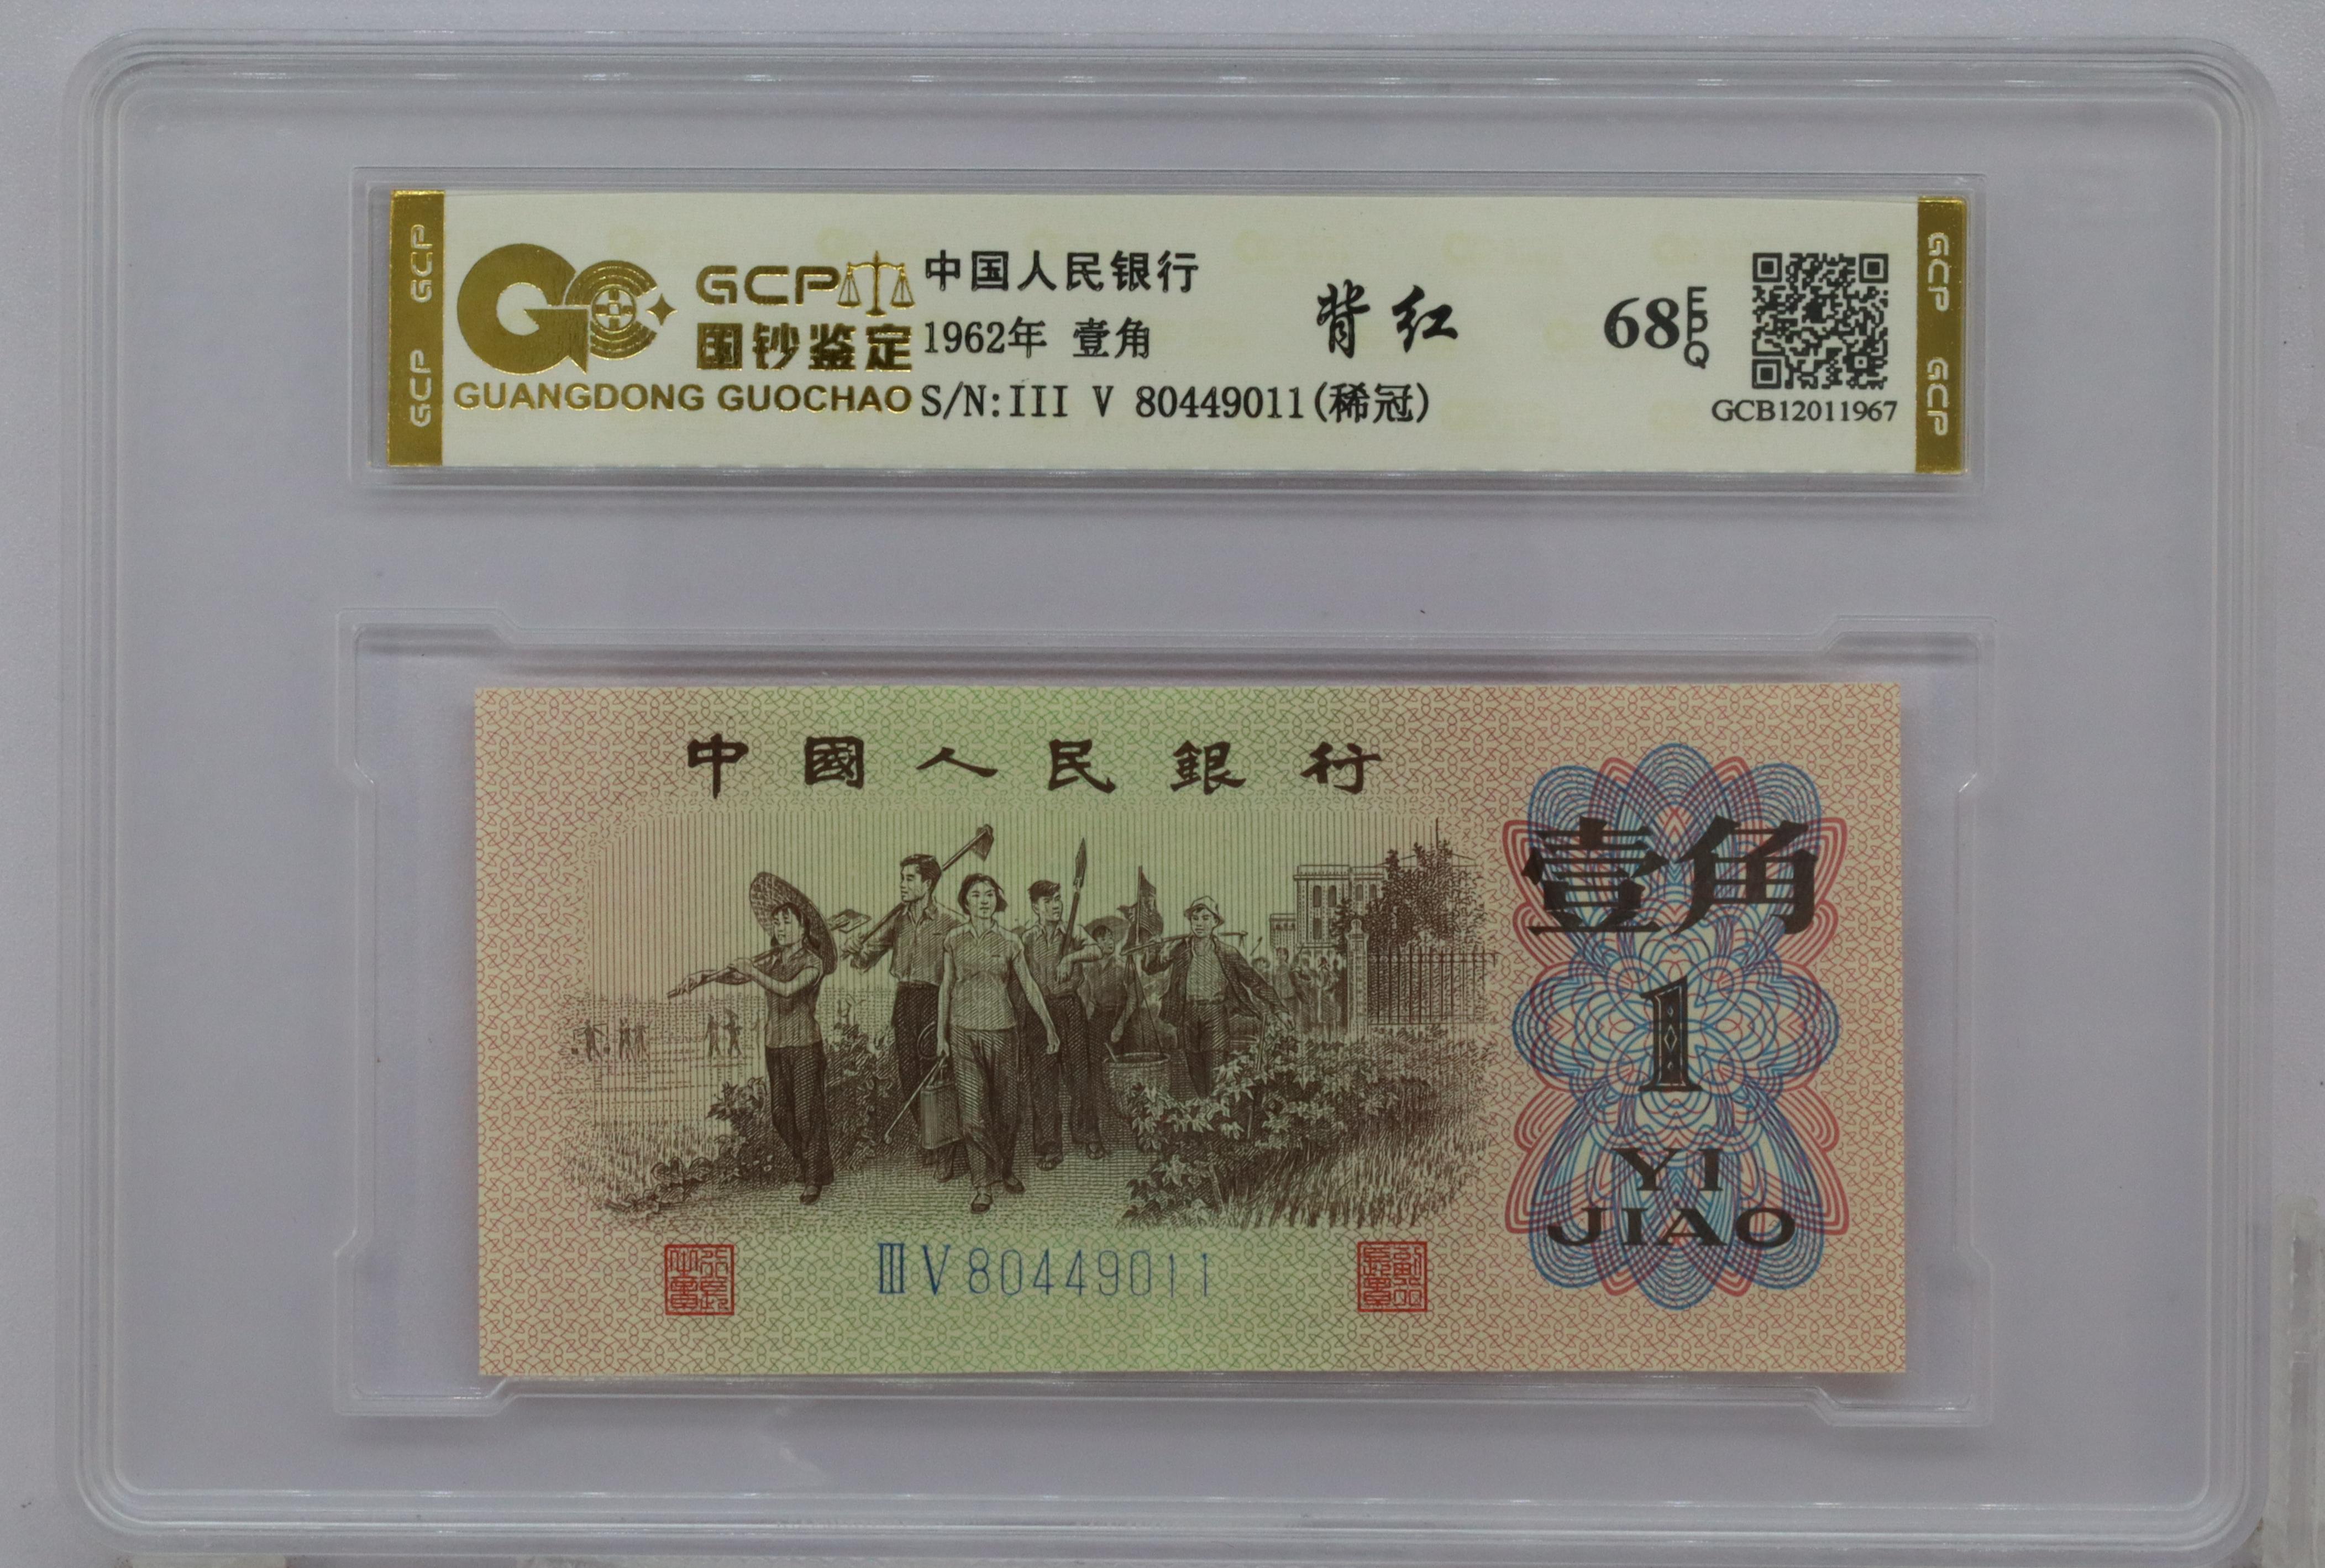 GCP GCP
GCP
国钞鉴定
GUANGDONG GUOCHAO
中国人民银行
1962年 壹角
S/N:III V 80449011(稀冠)
背红
68 EPQ
GCB12011967
GCP GCP
中國人民銀行
壹角
1
YI
JIAO
ⅢⅤ80449011